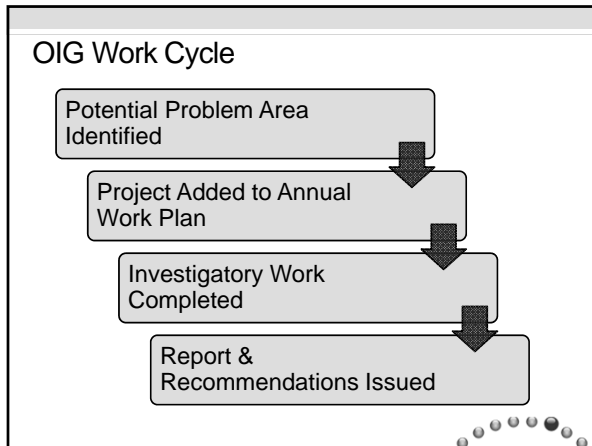 OIG Work Cycle
Potential Problem Area
Identified
Project Added to Annual
Work Plan
Investigatory Work
Completed
Report &
Recommendations Issued